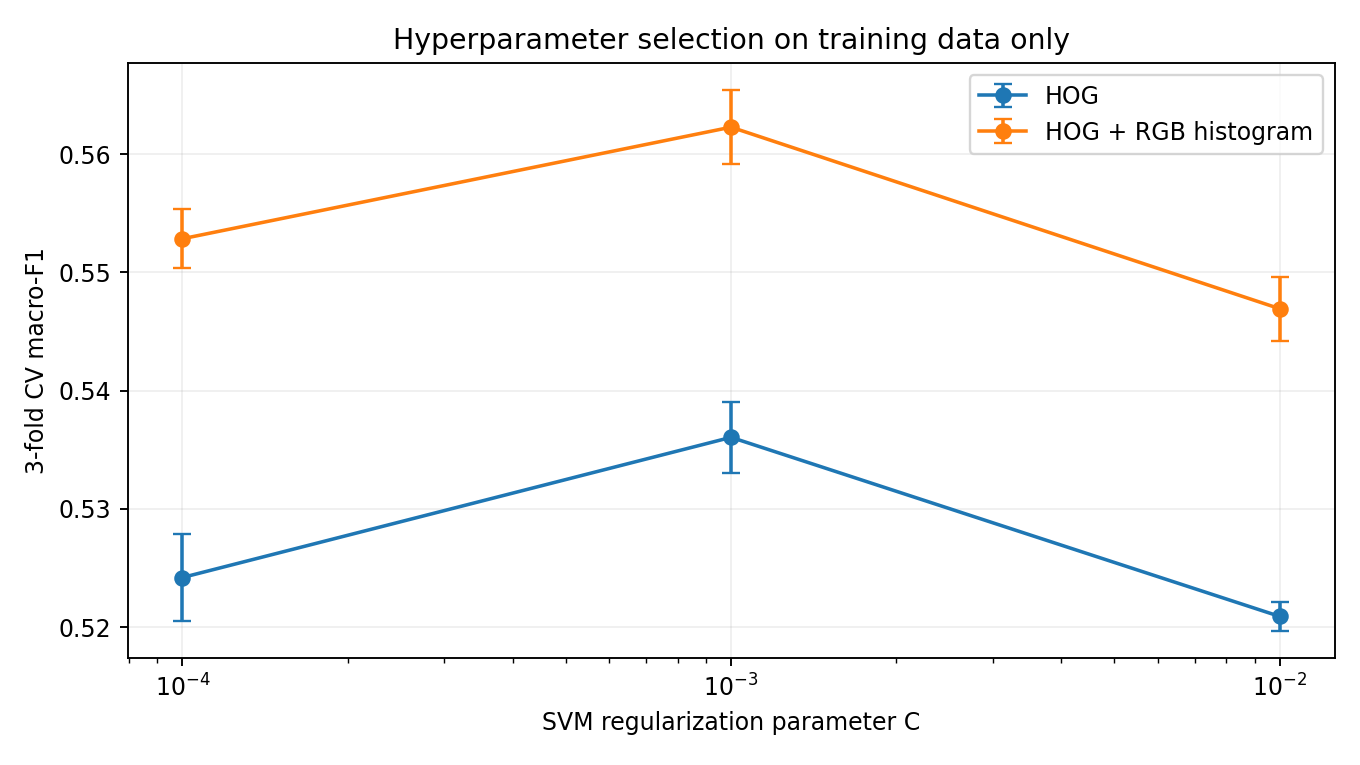 Hyperparameter selection on training data only
HOG
HOG + RGB histogram
3-fold CV macro-F1
0.56
0.55
0.54
0.53
0.52
10⁻⁴
10⁻³
10⁻²
SVM regularization parameter C